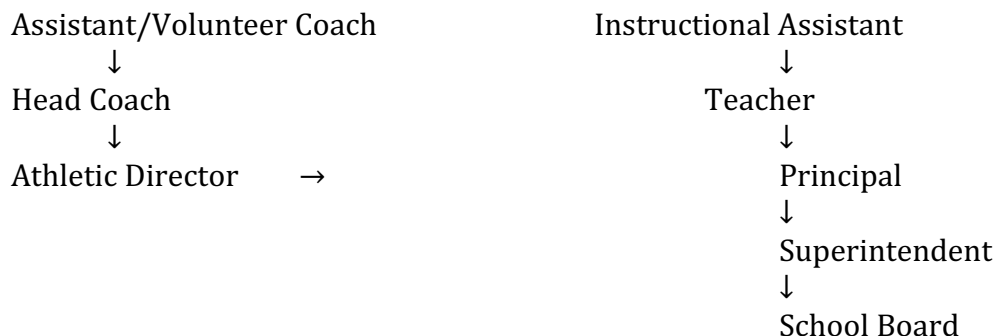 Assistant/Volunteer Coach Instructional Assistant
↓ ↓
Head Coach Teacher
↓ ↓
Athletic Director → Principal
↓
Superintendent
↓
School Board